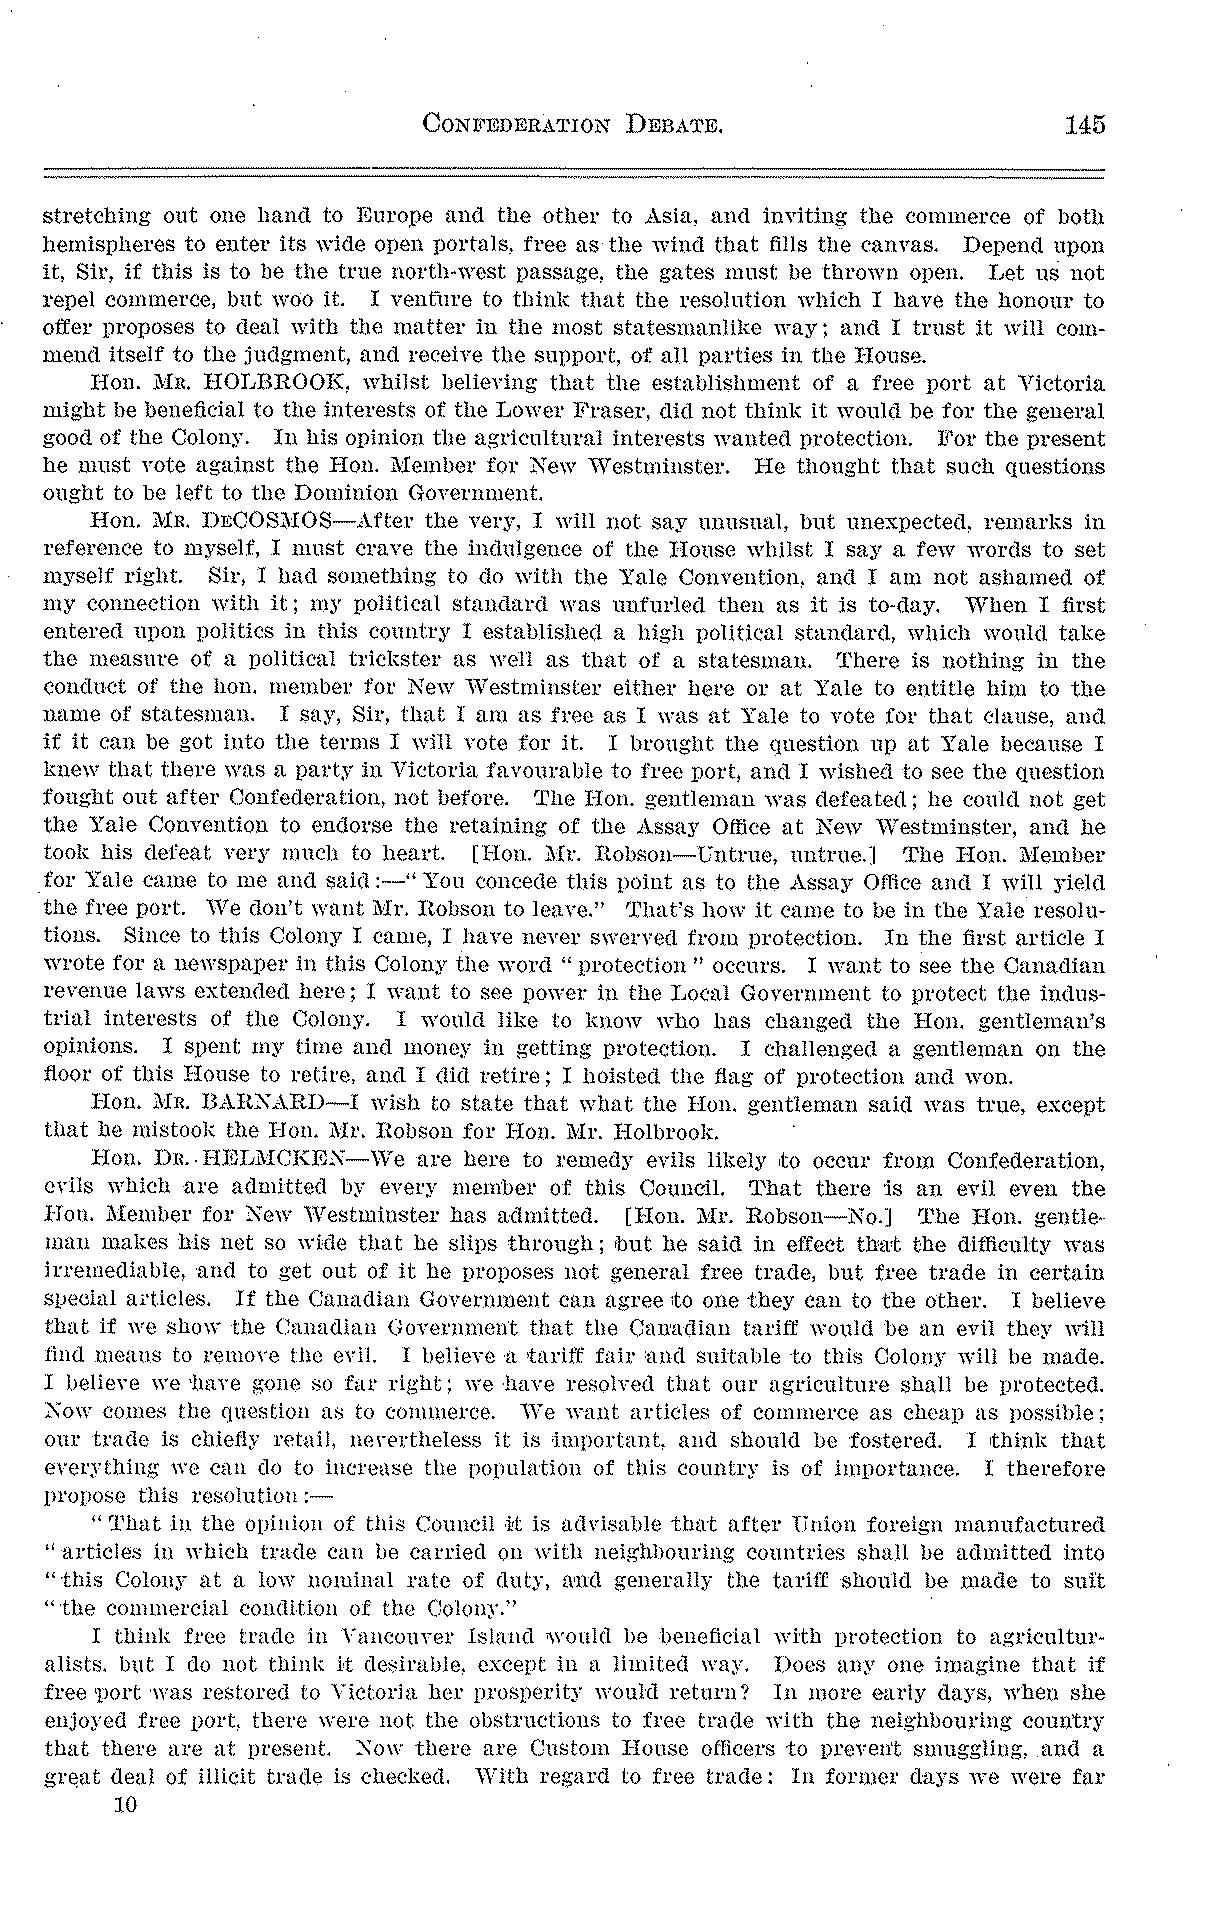 CONFEDERATION DEBATE. 145
stretching out one hand to Europe and the other to Asia, and inviting the commerce of both
hemispheres to enter its wide open portals, free as the wind that fills the canvas. Depend upon
it, Sir, if this is to be the true north-west passage, the gates must be thrown open. Let us not
repel commerce, but woo it. I venture to think that the resolution which I have the honour to
offer proposes to deal with the matter in the most statesmanlike way; and I trust it will com-
mend itself to the judgment, and receive the support, of all parties in the House.
Hon. MR. HOLBROOK, whilst believing that the establishment of a free port at Victoria
might be beneficial to the interests of the Lower Fraser, did not think it would be for the general
good of the Colony. In his opinion the agricultural interests wanted protection. For the present
he must vote against the Hon. Member for New Westminster. He thought that such questions
ought to be left to the Dominion Government.
Hon. MR. DECOSMOS—After the very, I will not say unusual, but unexpected, remarks in
reference to myself, I must crave the indulgence of the House whilst I say a few words to set
myself right. Sir, I had something to do with the Yale Convention, and I am not ashamed of
my connection with it; my political standard was unfurled then as it is to-day. When I first
entered upon politics in this country I established a high political standard, which would take
the measure of a political trickster as well as that of a statesman. There is nothing in the
conduct of the hon. member for New Westminster either here or at Yale to entitle him to the
name of statesman. I say, Sir, that I am as free as I was at Yale to vote for that clause, and
if it can be got into the terms I will vote for it. I brought the question up at Yale because I
knew that there was a party in Victoria favourable to free port, and I wished to see the question
fought out after Confederation, not before. The Hon. gentleman was defeated; he could not get
the Yale Convention to endorse the retaining of the Assay Office at New Westminster, and he
took his defeat very much to heart. [Hon. Mr. Robson—Untrue, untrue.] The Hon. Member
for Yale came to me and said:—“You concede this point as to the Assay Office and I will yield
the free port. We don't want Mr. Robson to leave.” That's how it came to be in the Yale resolu-
tions. Since to this Colony I came, I have never swerved from protection. In the first article I
wrote for a newspaper in this Colony the word “protection” occurs. I want to see the Canadian
revenue laws extended here; I want to see power in the Local Government to protect the indus-
trial interests of the Colony. I would like to know who has changed the Hon. gentleman's
opinions. I spent my time and money in getting protection. I challenged a gentleman on the
floor of this House to retire, and I did retire; I hoisted the flag of protection and won.
Hon. MR. BARNARD—I wish to state that what the Hon. gentleman said was true, except
that he mistook the Hon. Mr. Robson for Hon. Mr. Holbrook.
Hon. DR. HELMCKEN—We are here to remedy evils likely to occur from Confederation,
evils which are admitted by every member of this Council. That there is an evil even the
Hon. Member for New Westminster has admitted. [Hon. Mr. Robson—No.] The Hon. gentle-
man makes his net so wide that he slips through; but he said in effect that the difficulty was
irremediable, and to get out of it he proposes not general free trade, but free trade in certain
special articles. If the Canadian Government can agree to one they can to the other. I believe
that if we show the Canadian Government that the Canadian tariff would be an evil they will
find means to remove the evil. I believe a tariff fair and suitable to this Colony will be made.
I believe we have gone so far right; we have resolved that our agriculture shall be protected.
Now comes the question as to commerce. We want articles of commerce as cheap as possible;
our trade is chiefly retail, nevertheless it is important, and should be fostered. I think that
everything we can do to increase the population of this country is of importance. I therefore
propose this resolution:—
“That in the opinion of this Council it is advisable that after Union foreign manufactured
“articles in which trade can be carried on with neighbouring countries shall be admitted into
“this Colony at a low nominal rate of duty, and generally the tariff should be made to suit
“the commercial condition of the Colony.”
I think free trade in Vancouver Island would be beneficial with protection to agricultur-
alists, but I do not think it desirable, except in a limited way. Does any one imagine that if
free port was restored to Victoria her prosperity would return? In more early days, when she
enjoyed free port, there were not the obstructions to free trade with the neighbouring country
that there are at present. Now there are Custom House officers to prevent smuggling, and a
great deal of illicit trade is checked. With regard to free trade: In former days we were far
10